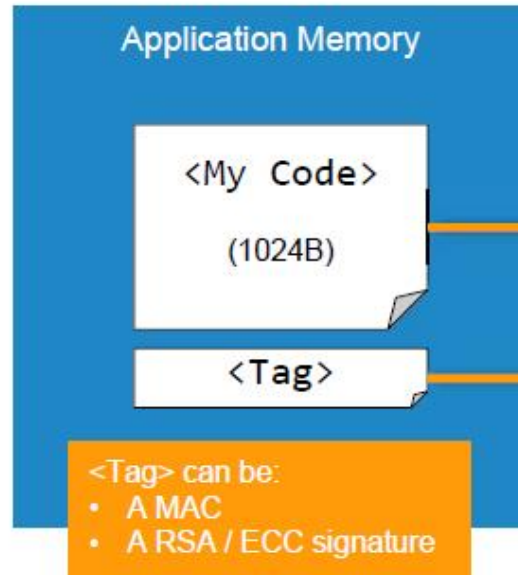 Application Memory
<My Code>
(1024B)
<Tag>
<Tag> can be:
• A MAC
• A RSA / ECC signature